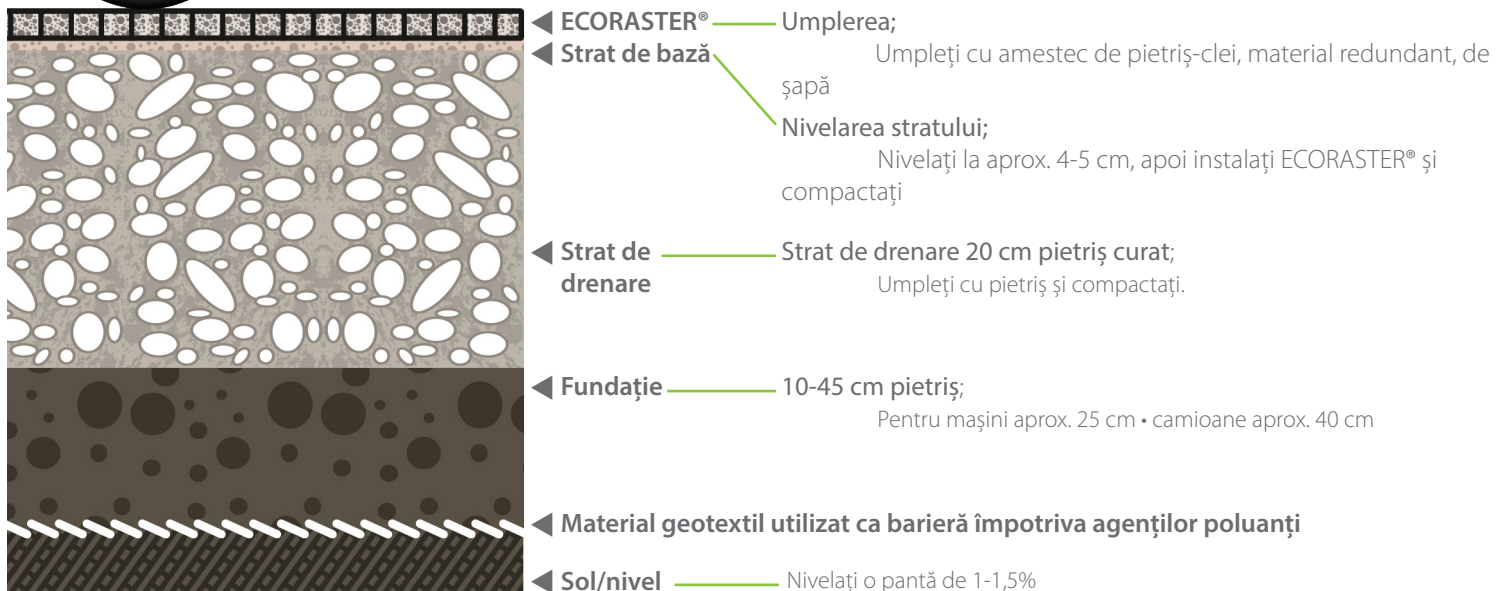 ECORASTER® Umplerea;
Strat de bază Umpleți cu amestec de pietriș-clei, material redundant, de
șapă
Nivelarea stratului;
Nivelați la aprox. 4-5 cm, apoi instalați ECORASTER® și
compactați
Strat de Strat de drenare 20 cm pietriș curat;
drenare Umpleți cu pietriș și compactați.
Fundație 10-45 cm pietriș;
Pentru mașini aprox. 25 cm • camioane aprox. 40 cm
Material geotextil utilizat ca barieră împotriva agenților poluanți
Sol/nivel Nivelați o pantă de 1-1,5%